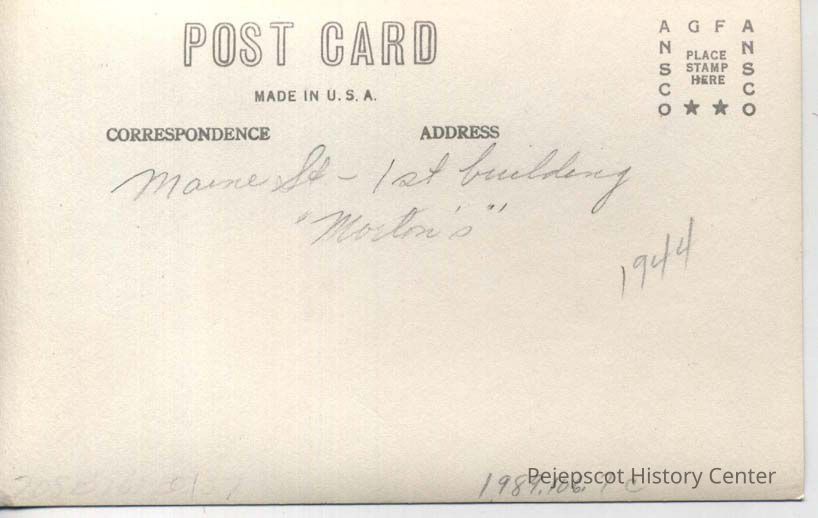 POST CARD
MADE IN U.S.A.
CORRESPONDENCE
ADDRESS
AGFA
ANSCO
ANSCO
PLACE
STAMP
HERE
Maine St - 1st building
"Morton's"
1944
Pejepscot History Center